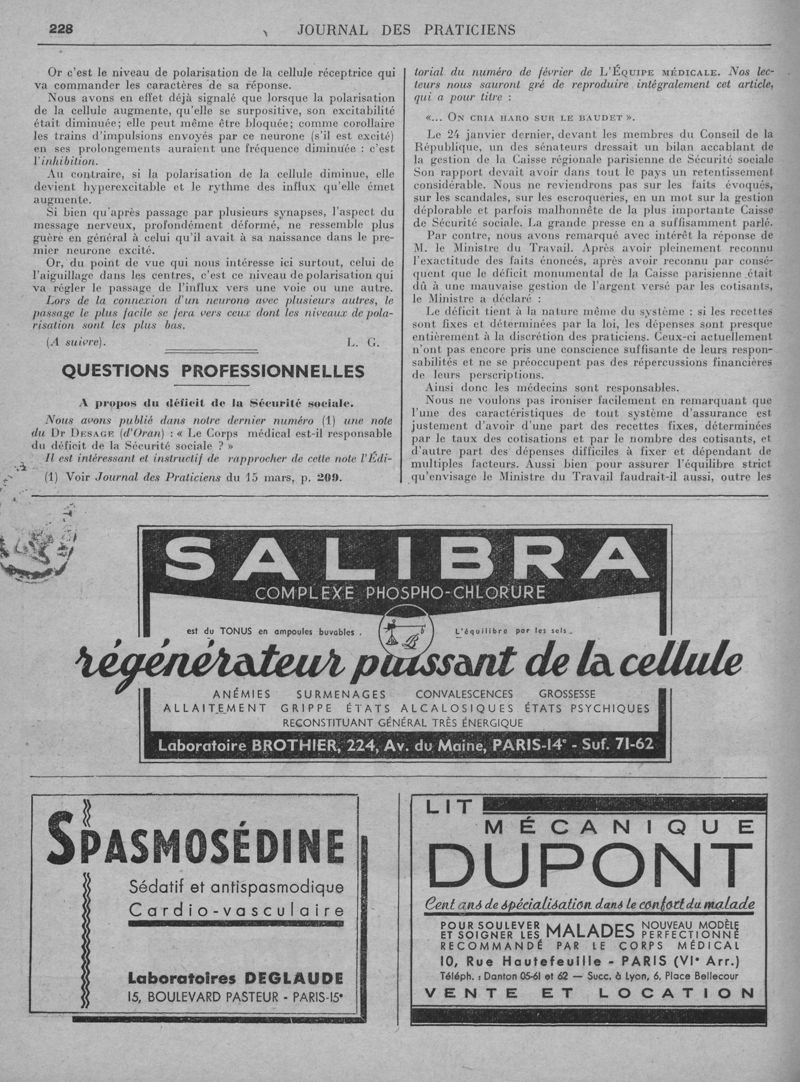 228
JOURNAL DES PRATICIENS
Or c'est le niveau de polarisation de la cellule réceptrice qui
va commander les caractères de sa réponse.
Nous avons en effet déjà signalé que lorsque la polarisation
de la cellule augmente, qu'elle se surpositive, son excitabilité
était diminuée; elle peut même être bloquée; comme corollaire
les trains d'impulsions envoyés par ce neurone (s'il est excité)
en ses prolongements auraient une fréquence diminuée : c'est
l'inhibition.
Au contraire, si la polarisation de la cellule diminue, elle
devient hyperexcitable et le rythme des influx qu'elle émet
augmente.
Si bien qu'après passage par plusieurs synapses, l'aspect du
message nerveux, profondément déformé, ne ressemble plus
guère en général à celui qu'il avait à sa naissance dans le pre-
mier neurone excité.
Or, du point de vue qui nous intéresse ici surtout, celui de
l'aiguillage dans les centres, c'est ce niveau de polarisation qui
va régler le passage de l'influx vers une voie ou une autre.
Lors de la connexion d'un neurone avec plusieurs autres, le
passage le plus facile se fera vers ceux dont les niveaux de pola-
risation sont les plus bas.
(A suivre). L. G.
QUESTIONS PROFESSIONNELLES
A propos du déficit de la Sécurité sociale.
Nous avons publié dans notre dernier numéro (1) une note
du Dr DESAGE (d'Oran) : « Le Corps médical est-il responsable
du déficit de la Sécurité sociale ? »
Il est intéressant et instructif de rapprocher de cette note l'Édi-
(1) Voir Journal des Praticiens du 15 mars, p. 209.
torial du numéro de février de L'ÉQUIPE MÉDICALE. Nos lec-
teurs nous sauront gré de reproduire intégralement cet article,
qui a pour titre :
«... ON CRIA HARO SUR LE BAUDET ».
Le 24 janvier dernier, devant les membres du Conseil de la
République, un des sénateurs dressait un bilan accablant de
la gestion de la Caisse régionale parisienne de Sécurité sociale
Son rapport devait avoir dans tout le pays un retentissement
considérable. Nous ne reviendrons pas sur les faits évoqués,
sur les scandales, sur les escroqueries, en un mot sur la gestion
déplorable et parfois malhonnête de la plus importante Caisse
de Sécurité sociale. La grande presse en a suffisamment parlé.
Par contre, nous avons remarqué avec intérêt la réponse de
M. le Ministre du Travail. Après avoir pleinement reconnu
l'exactitude des faits énoncés, après avoir reconnu par consé-
quent que le déficit monumental de la Caisse parisienne était
dû à une mauvaise gestion de l'argent versé par les cotisants,
le Ministre a déclaré :
Le déficit tient à la nature même du système : si les recettes
sont fixes et déterminées par la loi, les dépenses sont presque
entièrement à la discrétion des praticiens. Ceux-ci actuellement
n'ont pas encore pris une conscience suffisante de leurs respon-
sabilités et ne se préoccupent pas des répercussions financières
de leurs perscriptions.
Ainsi donc les médecins sont responsables.
Nous ne voulons pas ironiser facilement en remarquant que
l'une des caractéristiques de tout système d'assurance est
justement d'avoir d'une part des recettes fixes, déterminées
par le taux des cotisations et par le nombre des cotisants, et
d'autre part des dépenses difficiles à fixer et dépendant de
multiples facteurs. Aussi bien pour assurer l'équilibre strict
qu'envisage le Ministre du Travail faudrait-il aussi, outre les
SALIBRA
COMPLEXE PHOSPHO-CHLORURE
est du TONUS en ampoules buvables. L'équilibre par les sels_
régénérateur puissant de la cellule
ANÉMIES SURMENAGES CONVALESCENCES GROSSESSE
ALLAITEMENT GRIPPE ÉTATS ALCALOSIQUES ÉTATS PSYCHIQUES
RECONSTITUANT GÉNÉRAL TRÈS ÉNERGIQUE
Laboratoire BROTHIER, 224, Av. du Maine, PARIS-14e - Suf. 71-62
SPASMOSÉDINE
Sédatif et antispasmodique
Cardio-vasculaire
Laboratoires DEGLAUDE
15, BOULEVARD PASTEUR - PARIS-15e
LIT
MÉCANIQUE
DUPONT
Cent ans de spécialisation dans le confort du malade
POUR SOULEVER ET SOIGNER LES MALADES NOUVEAU MODÈLE PERFECTIONNÉ
RECOMMANDÉ PAR LE CORPS MÉDICAL
10, Rue Hautefeuille - PARIS (VIe Arr.)
Téléph. : Danton 05-61 et 62 — Succ. à Lyon, 6, Place Bellecour
VENTE ET LOCATION